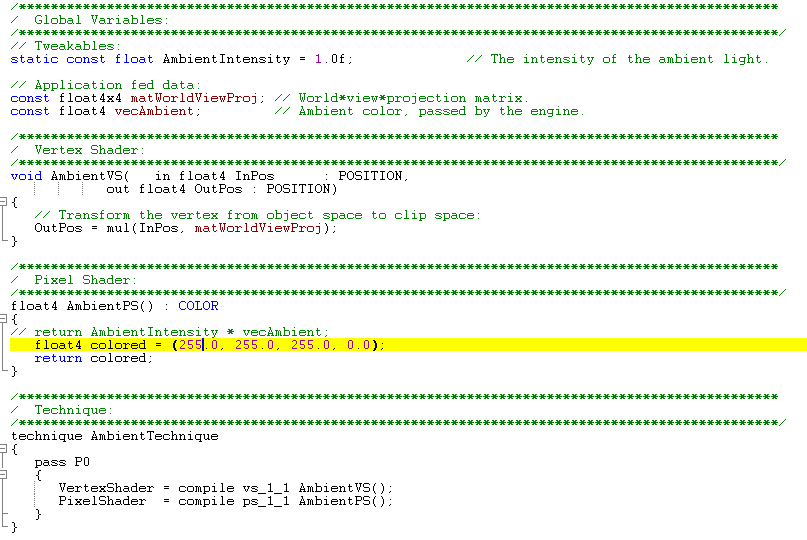 /***********************************************************************************************
/  Global Variables:
/***********************************************************************************************/
// Tweakables:
static const float AmbientIntensity = 1.0f;              // The intensity of the ambient light.

// Application fed data:
const float4x4 matWorldViewProj; // World*view*projection matrix.
const float4 vecAmbient;         // Ambient color, passed by the engine.

/***********************************************************************************************
/  Vertex Shader:
/***********************************************************************************************/
void AmbientVS(   in float4 InPos      : POSITION,
            out float4 OutPos : POSITION)
{
   // Transform the vertex from object space to clip space:
   OutPos = mul(InPos, matWorldViewProj);
}

/***********************************************************************************************
/  Pixel Shader:
/***********************************************************************************************/
float4 AmbientPS() : COLOR
{
// return AmbientIntensity * vecAmbient;
   float4 colored = (255.0, 255.0, 255.0, 0.0);
   return colored;
}

/***********************************************************************************************
/  Technique:
/***********************************************************************************************/
technique AmbientTechnique
{
   pass P0
   {
      VertexShader = compile vs_1_1 AmbientVS();
      PixelShader  = compile ps_1_1 AmbientPS();
   }
}